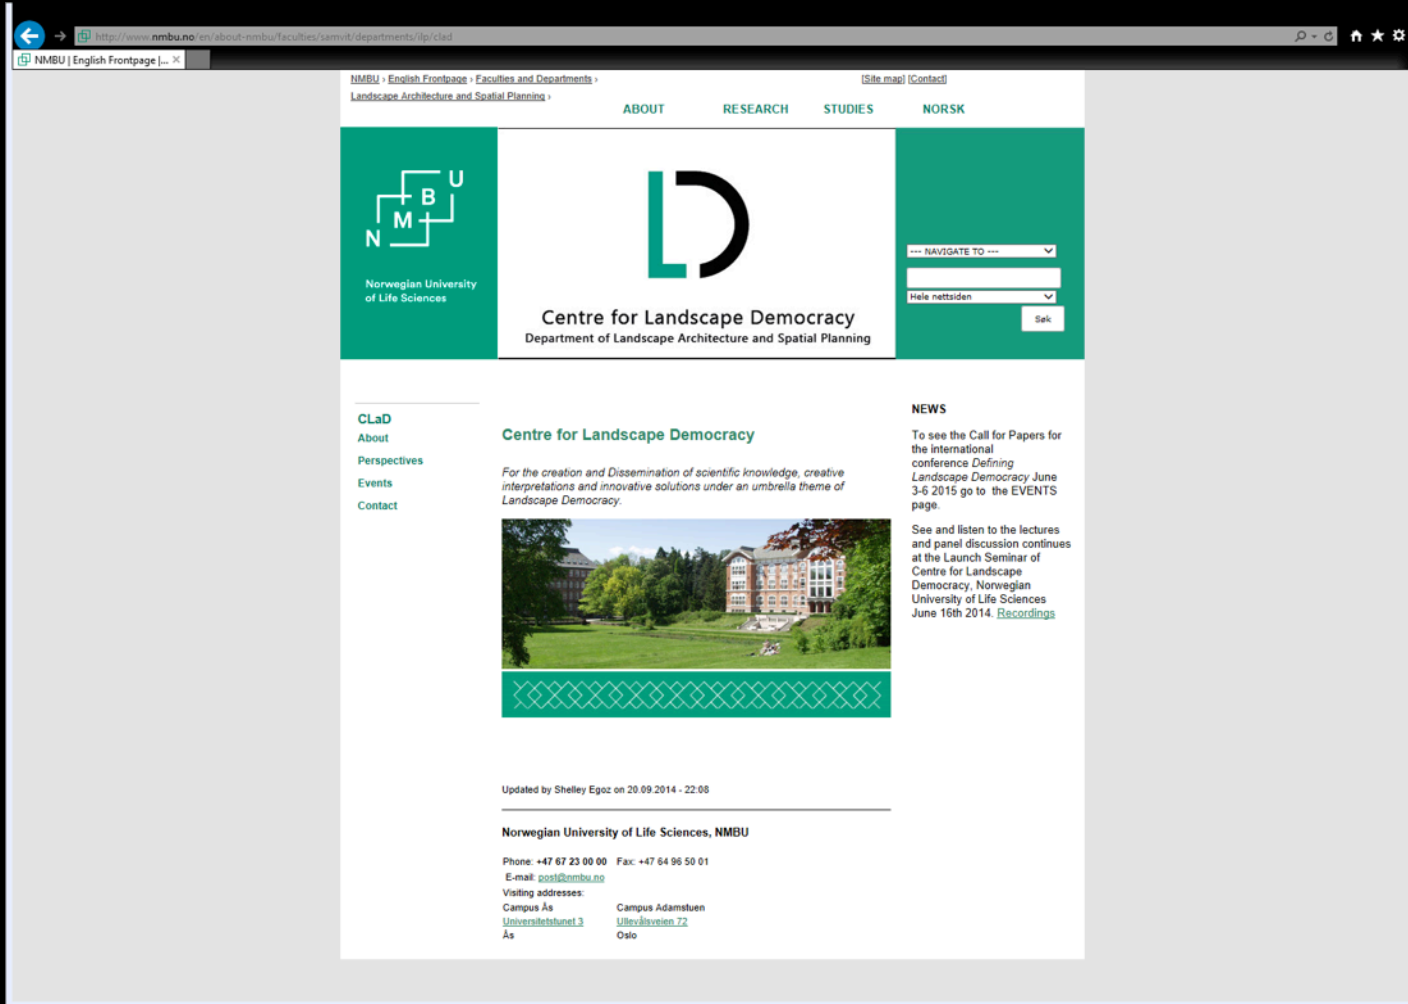 http://www.nmbu.no/en/about-nmbu/faculties/samvit/departments/ilp/clad
NMBU | English Frontpage |...
NMBU › English Frontpage › Faculties and Departments ›
Landscape Architecture and Spatial Planning ›
[Site map] [Contact]
ABOUT RESEARCH STUDIES NORSK
N M B U
Norwegian University
of Life Sciences
LD
Centre for Landscape Democracy
Department of Landscape Architecture and Spatial Planning
--- NAVIGATE TO ---
Hele nettsiden
Søk
CLaD
About
Perspectives
Events
Contact
Centre for Landscape Democracy
For the creation and Dissemination of scientific knowledge, creative
interpretations and innovative solutions under an umbrella theme of
Landscape Democracy.
NEWS
To see the Call for Papers for
the international
conference Defining
Landscape Democracy June
3-6 2015 go to the EVENTS
page.
See and listen to the lectures
and panel discussion continues
at the Launch Seminar of
Centre for Landscape
Democracy, Norwegian
University of Life Sciences
June 16th 2014. Recordings
Updated by Shelley Egoz on 20.09.2014 - 22:08
Norwegian University of Life Sciences, NMBU
Phone: +47 67 23 00 00 Fax: +47 64 96 50 01
E-mail: post@nmbu.no
Visiting addresses:
Campus Ås Campus Adamstuen
Universitetstunet 3 Ullevålsveien 72
Ås Oslo